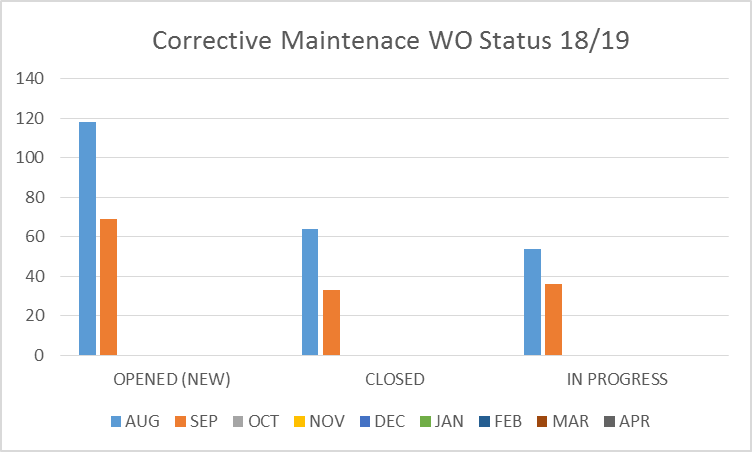 Corrective Maintenace WO Status 18/19
140
120
100
80
60
40
20
0
OPENED (NEW) CLOSED IN PROGRESS
AUG SEP OCT NOV DEC JAN FEB MAR APR